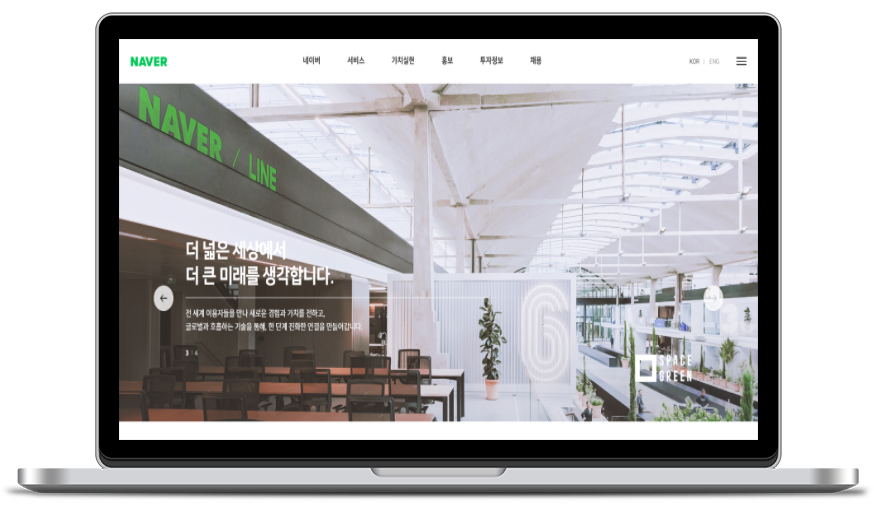 NAVER
네이버 서비스 가치실현 홍보 투자정보 채용
KOR | ENG
NAVER / LINE
더 넓은 세상에서
더 큰 미래를 생각합니다.
전 세계 이용자들을 만나 새로운 경험과 가치를 전하고,
글로벌과 호흡하는 기술을 통해, 한 단계 진화한 연결을 만들어갑니다.
3 / 4
6
SPACE
GREEN